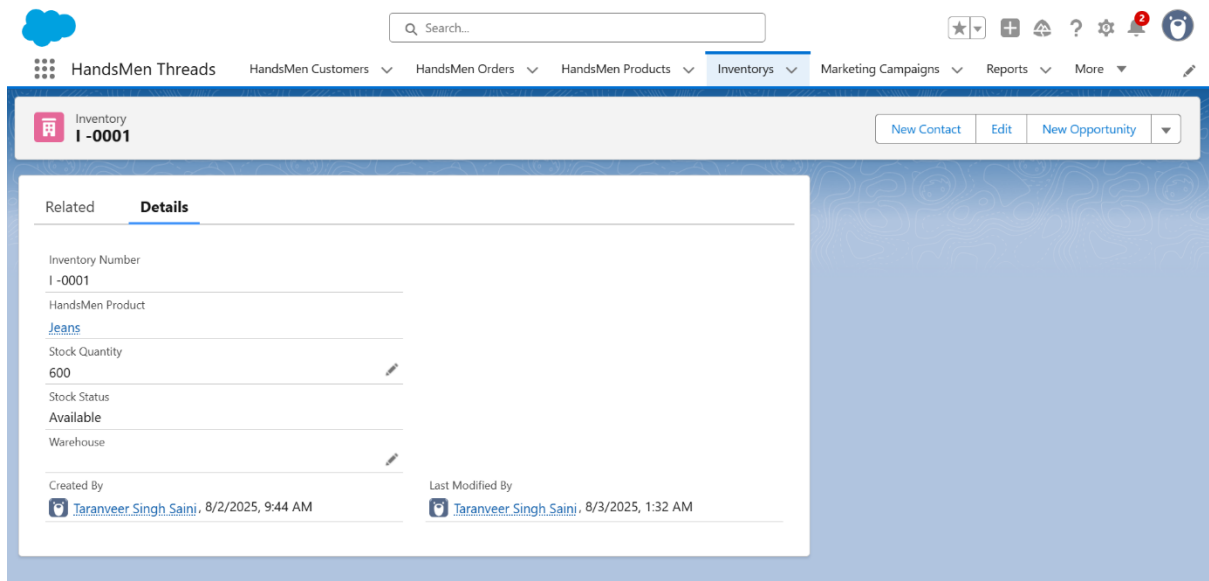 Search...
2
HandsMen Threads HandsMen Customers HandsMen Orders HandsMen Products Inventorys Marketing Campaigns Reports More
Inventory
I -0001
New Contact Edit New Opportunity
Related Details
Inventory Number
I -0001
HandsMen Product
Jeans
Stock Quantity
600
Stock Status
Available
Warehouse
Created By Last Modified By
Taranveer Singh Saini, 8/2/2025, 9:44 AM Taranveer Singh Saini, 8/3/2025, 1:32 AM